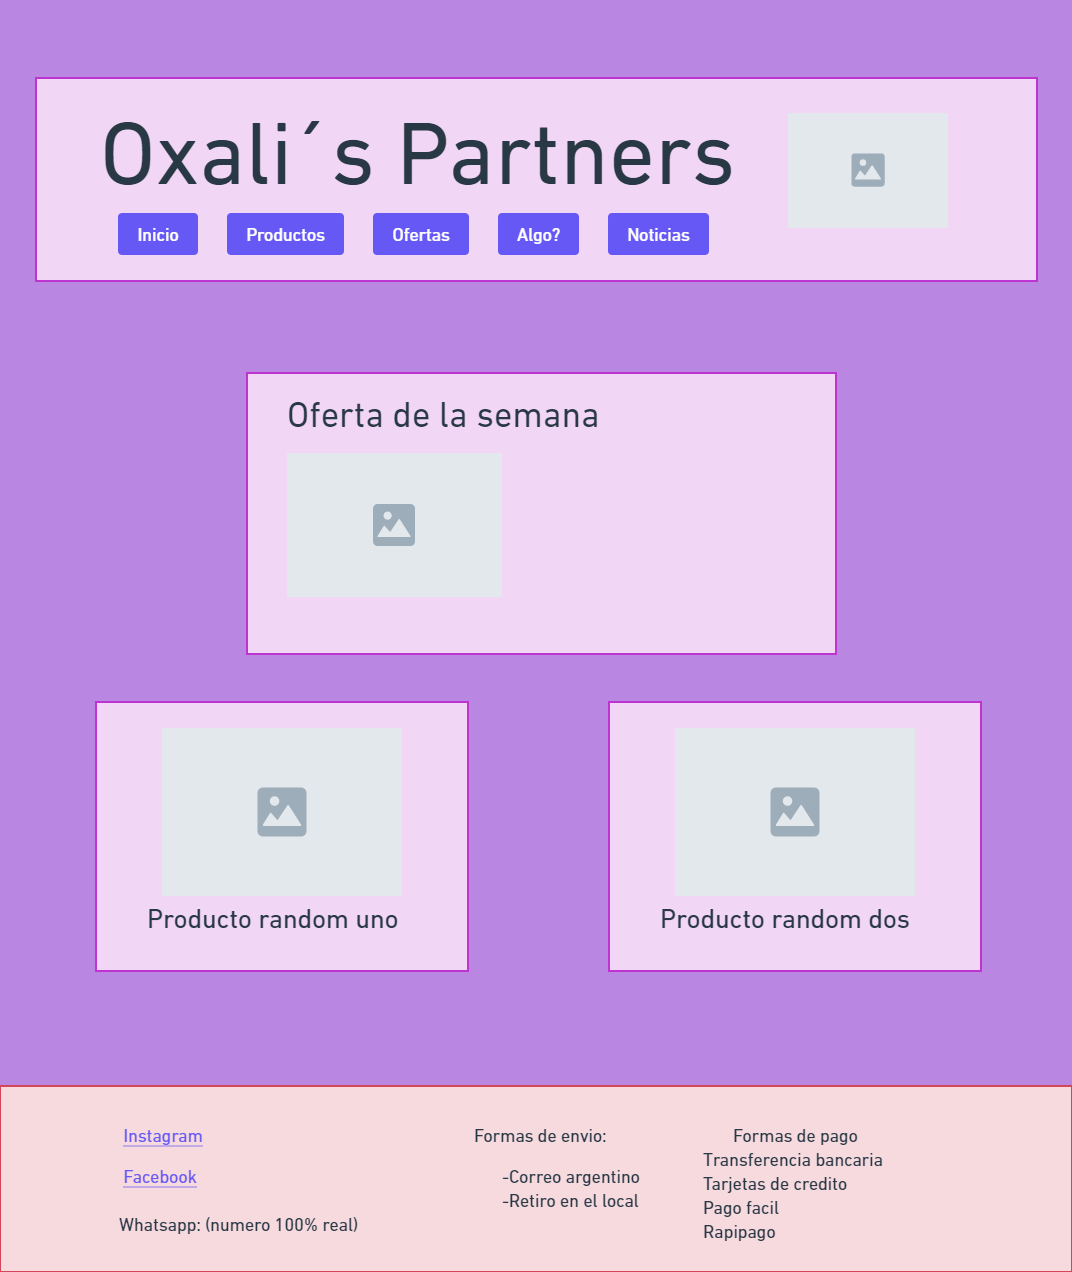 Oxali´s Partners
Inicio
Productos
Ofertas
Algo?
Noticias
Oferta de la semana
Producto random uno
Producto random dos
Instagram
Facebook
Whatsapp: (numero 100% real)
Formas de envio:
-Correo argentino
-Retiro en el local
Formas de pago
Transferencia bancaria
Tarjetas de credito
Pago facil
Rapipago